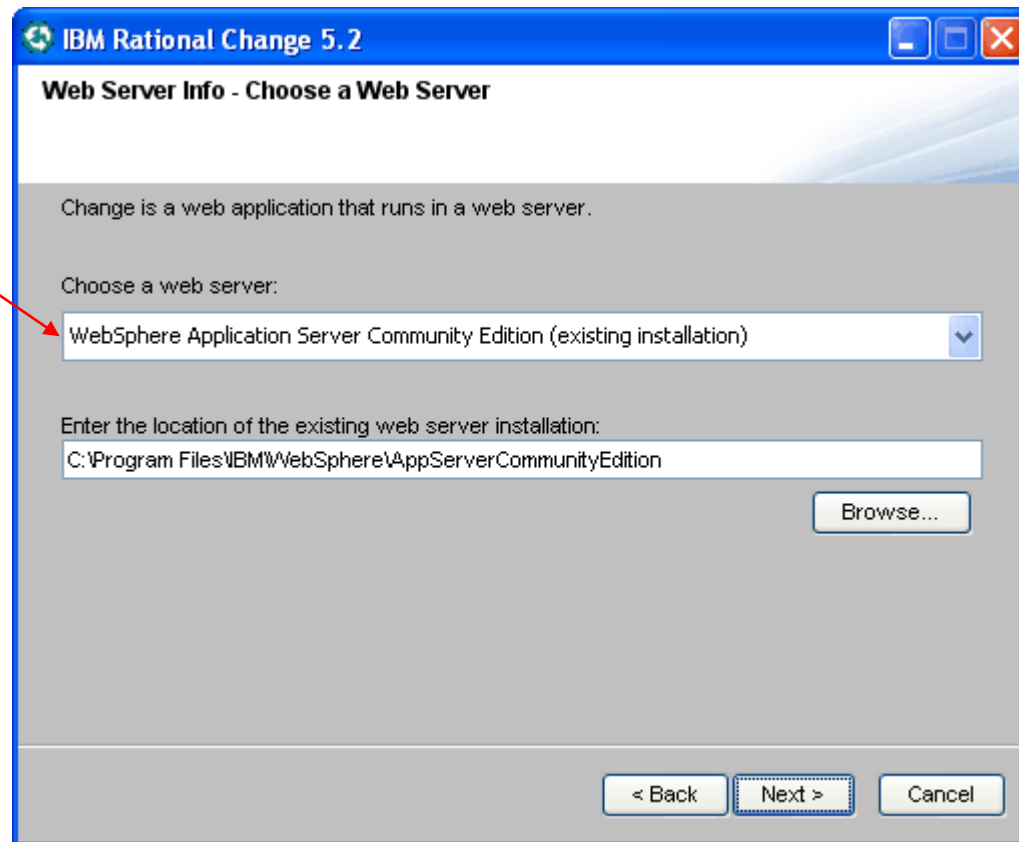 IBM Rational Change 5.2
Web Server Info - Choose a Web Server
Change is a web application that runs in a web server.
Choose a web server:
WebSphere Application Server Community Edition (existing installation)
Enter the location of the existing web server installation:
C:\Program Files\IBM\WebSphere\AppServerCommunityEdition
Browse...
< Back Next > Cancel